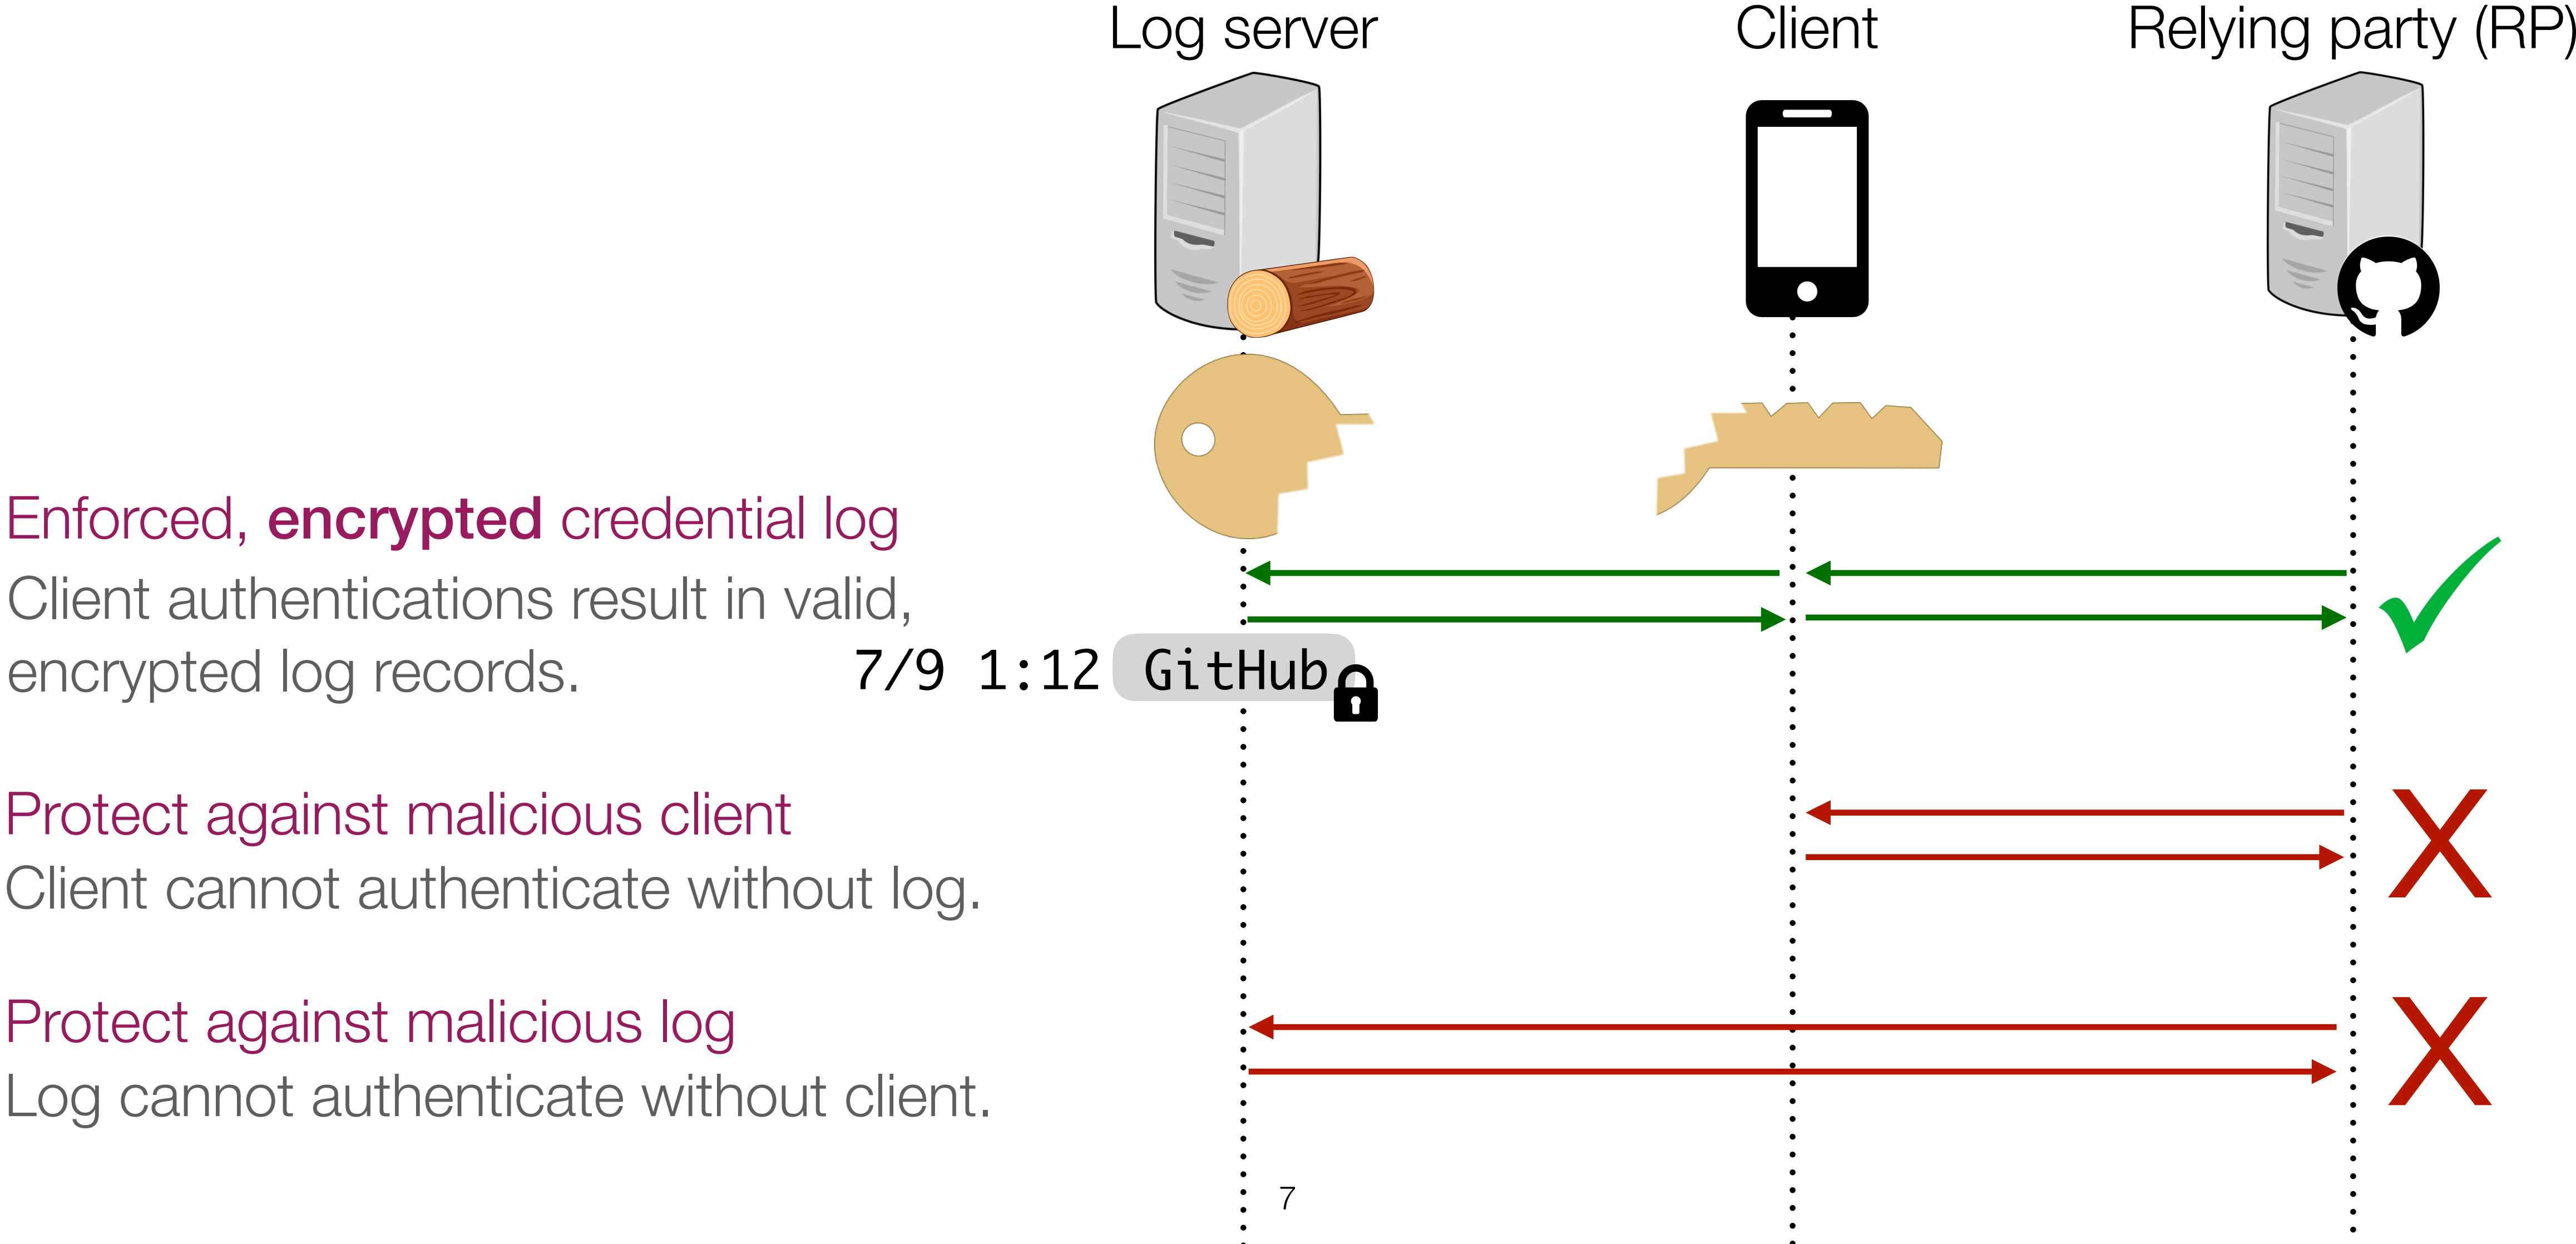 Log server
Client
Relying party (RP)
Enforced, encrypted credential log
Client authentications result in valid,
encrypted log records.
7/9 1:12 GitHub
Protect against malicious client
Client cannot authenticate without log.
Protect against malicious log
Log cannot authenticate without client.
7